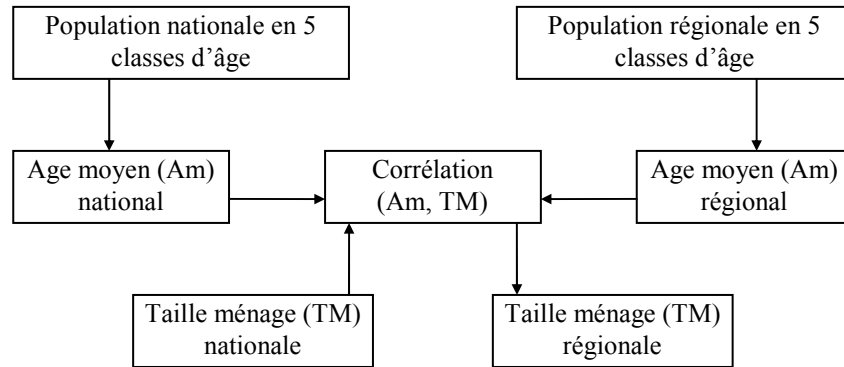 Population nationale en 5
classes d’âge
Population régionale en 5
classes d’âge
Age moyen (Am)
national
Corrélation
(Am, TM)
Age moyen (Am)
régional
Taille ménage (TM)
nationale
Taille ménage (TM)
régionale